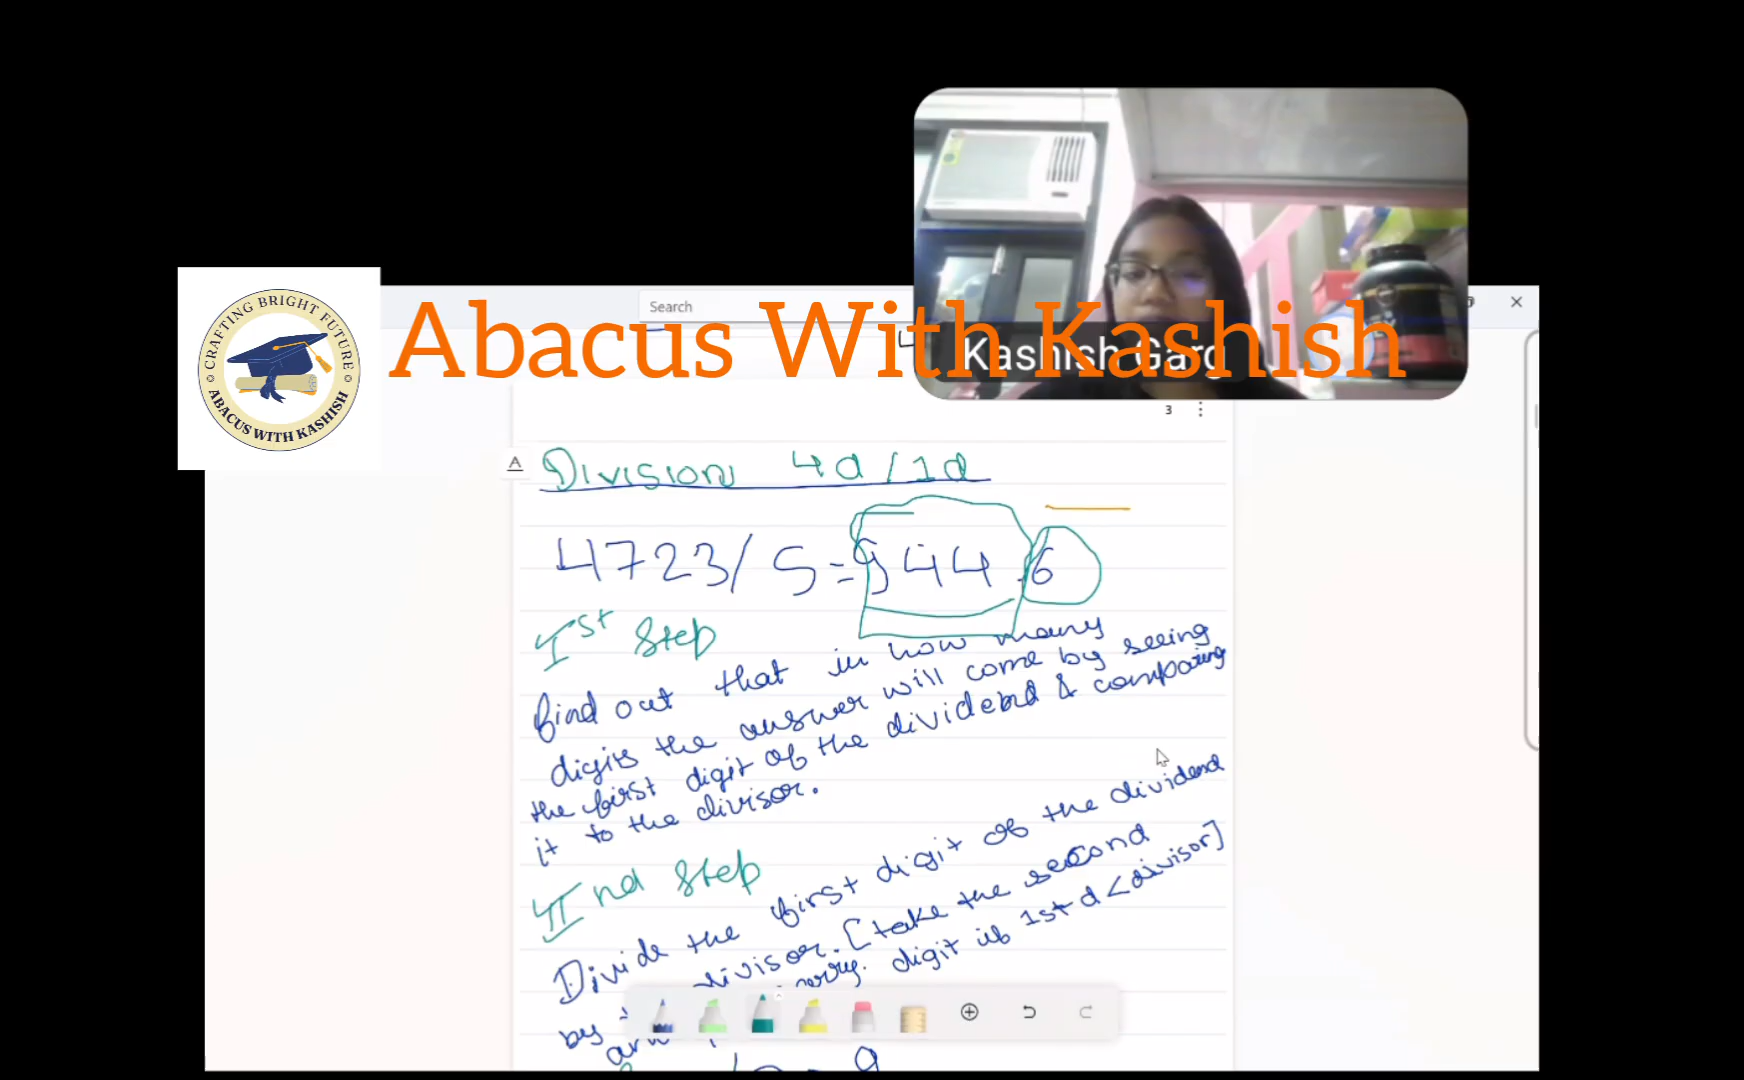 CRAFTING BRIGHT FUTURE
ABACUS WITH KASHISH
Search
Abacus With Kashish
Kashish Garg
3
A
Division 4d / 1d
4723 / 5 = 944.6
Ist Step
find out that in how many
digits the answer will come by seeing
the first digit of the dividend & comparing
it to the divisor.
IInd Step
Divide the first digit of the dividend
by divisor. [take the second
carry. digit if 1st d < divisor]
9